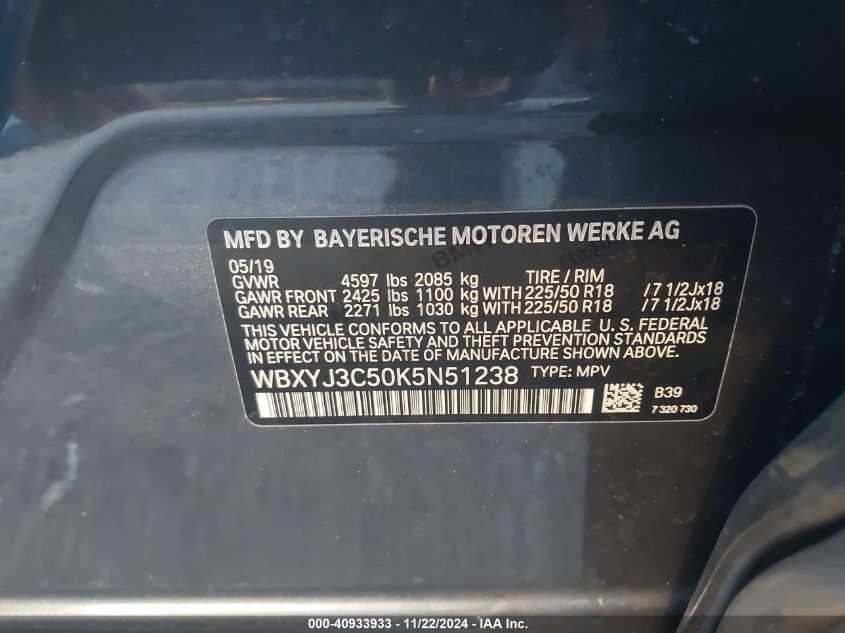 MFD BY BAYERISCHE MOTOREN WERKE AG
05/19
GVWR 4597 lbs 2085 kg TIRE / RIM
GAWR FRONT 2425 lbs 1100 kg WITH 225/50 R18 /7 1/2Jx18
GAWR REAR 2271 lbs 1030 kg WITH 225/50 R18 /7 1/2Jx18
THIS VEHICLE CONFORMS TO ALL APPLICABLE U. S. FEDERAL
MOTOR VEHICLE SAFETY AND THEFT PREVENTION STANDARDS
IN EFFECT ON THE DATE OF MANUFACTURE SHOWN ABOVE.
WBXYJ3C50K5N51238 TYPE: MPV
B39
7 320 730
000-40933933 - 11/22/2024 - IAA Inc.